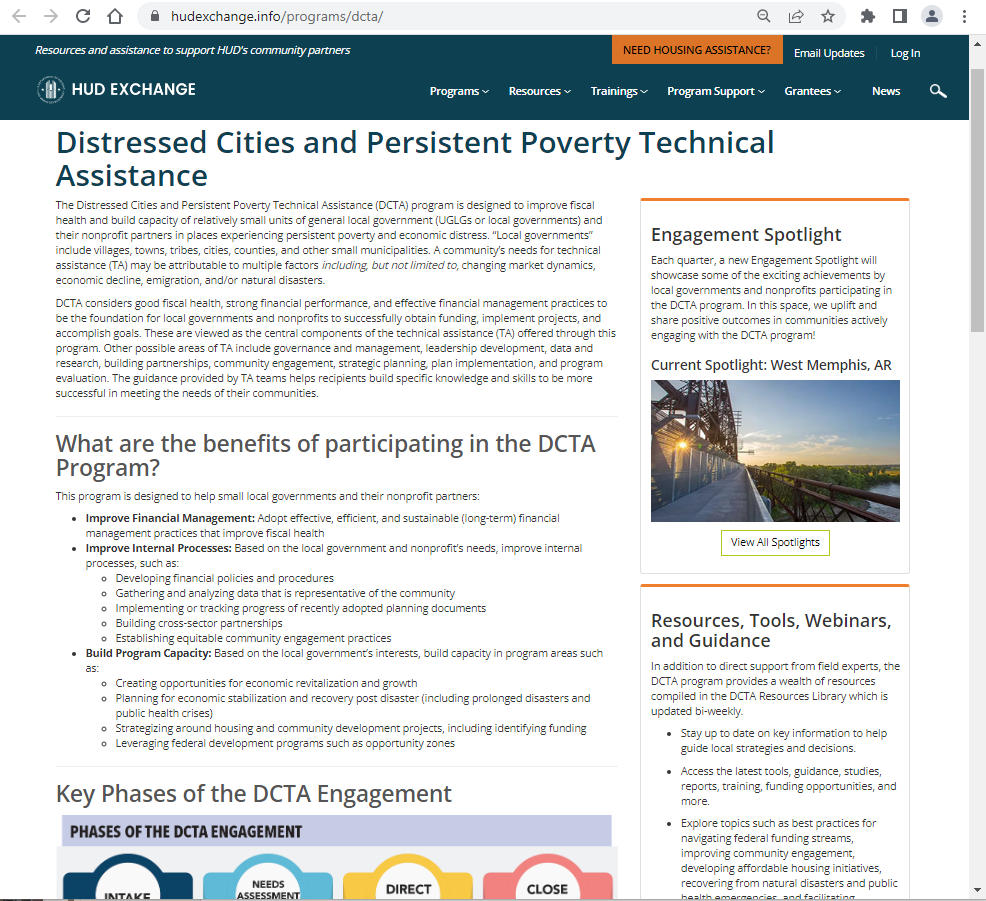 hudexchange.info/programs/dcta/
Resources and assistance to support HUD's community partners
NEED HOUSING ASSISTANCE?
Email Updates
Log In
HUD EXCHANGE
Programs
Resources
Trainings
Program Support
Grantees
News
Distressed Cities and Persistent Poverty Technical
Assistance
The Distressed Cities and Persistent Poverty Technical Assistance (DCTA) program is designed to improve fiscal
health and build capacity of relatively small units of general local government (UGLGs or local governments) and
their nonprofit partners in places experiencing persistent poverty and economic distress. “Local governments”
include villages, towns, tribes, cities, counties, and other small municipalities. A community’s needs for technical
assistance (TA) may be attributable to multiple factors including, but not limited to, changing market dynamics,
economic decline, emigration, and/or natural disasters.
DCTA considers good fiscal health, strong financial performance, and effective financial management practices to
be the foundation for local governments and nonprofits to successfully obtain funding, implement projects, and
accomplish goals. These are viewed as the central components of the technical assistance (TA) offered through this
program. Other possible areas of TA include governance and management, leadership development, data and
research, building partnerships, community engagement, strategic planning, plan implementation, and program
evaluation. The guidance provided by TA teams helps recipients build specific knowledge and skills to be more
successful in meeting the needs of their communities.
What are the benefits of participating in the DCTA
Program?
This program is designed to help small local governments and their nonprofit partners:
Improve Financial Management: Adopt effective, efficient, and sustainable (long-term) financial
management practices that improve fiscal health
Improve Internal Processes: Based on the local government and nonprofit’s needs, improve internal
processes, such as:
Developing financial policies and procedures
Gathering and analyzing data that is representative of the community
Implementing or tracking progress of recently adopted planning documents
Building cross-sector partnerships
Establishing equitable community engagement practices
Build Program Capacity: Based on the local government’s interests, build capacity in program areas such
as:
Creating opportunities for economic revitalization and growth
Planning for economic stabilization and recovery post disaster (including prolonged disasters and
public health crises)
Strategizing around housing and community development projects, including identifying funding
Leveraging federal development programs such as opportunity zones
Key Phases of the DCTA Engagement
PHASES OF THE DCTA ENGAGEMENT
INTAKE
NEEDS
ASSESSMENT
DIRECT
CLOSE
Engagement Spotlight
Each quarter, a new Engagement Spotlight will
showcase some of the exciting achievements by
local governments and nonprofits participating in
the DCTA program. In this space, we uplift and
share positive outcomes in communities actively
engaging with the DCTA program!
Current Spotlight: West Memphis, AR
View All Spotlights
Resources, Tools, Webinars,
and Guidance
In addition to direct support from field experts, the
DCTA program provides a wealth of resources
compiled in the DCTA Resources Library which is
updated bi-weekly.
Stay up to date on key information to help
guide local strategies and decisions.
Access the latest tools, guidance, studies,
reports, training, funding opportunities, and
more.
Explore topics such as best practices for
navigating federal funding streams,
improving community engagement,
developing affordable housing initiatives,
recovering from natural disasters and public
health emergencies, and facilitating